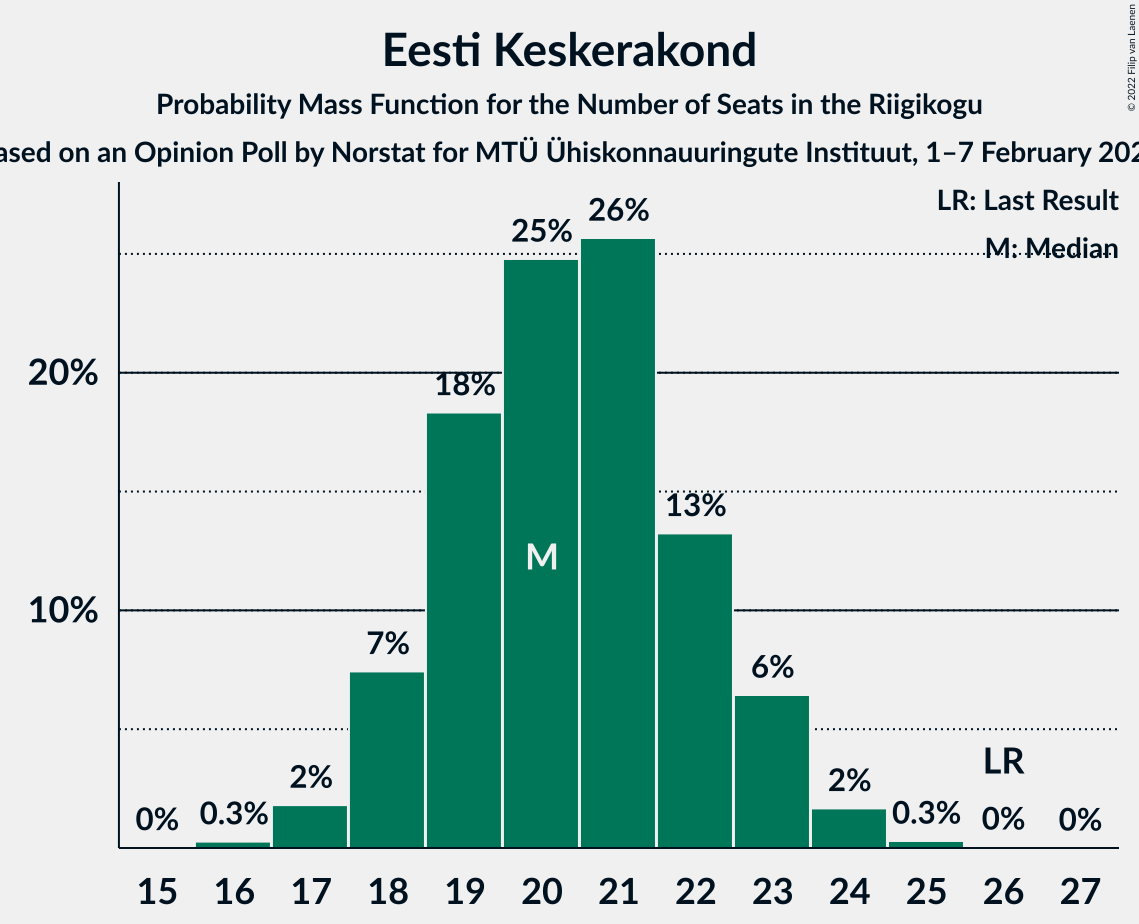 © 2022 Filip van Laenen
Eesti Keskerakond
Probability Mass Function for the Number of Seats in the Riigikogu
ased on an Opinion Poll by Norstat for MTÜ Ühiskonnauuringute Instituut, 1–7 February 202
LR: Last Result
M: Median
26%
25%
20%
18%
13%
M
10%
7%
6%
LR
2%
2%
0%
0.3%
0.3%
0%
0%
15 16 17 18 19 20 21 22 23 24 25 26 27